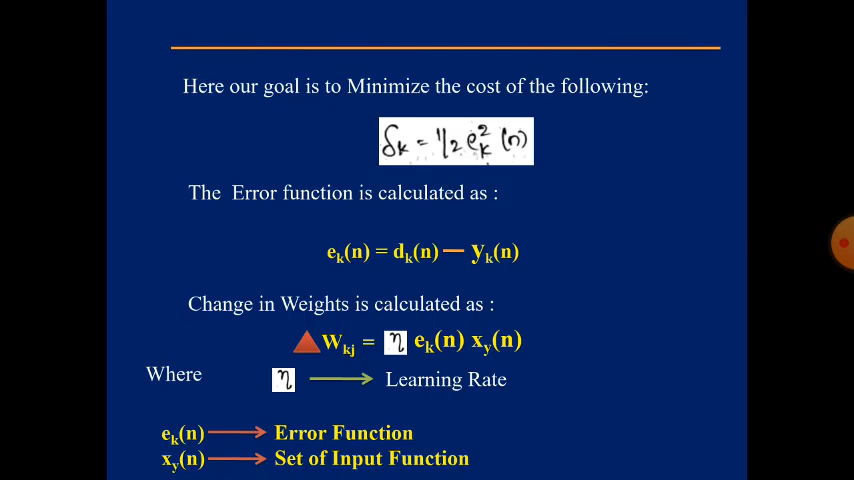 Here our goal is to Minimize the cost of the following:
δk = 1/2 e²k (n)
The Error function is calculated as :
ek(n) = dk(n) — yk(n)
Change in Weights is calculated as :
▲ Wkj = η ek(n) xy(n)
Where η → Learning Rate
ek(n) → Error Function
xy(n) → Set of Input Function